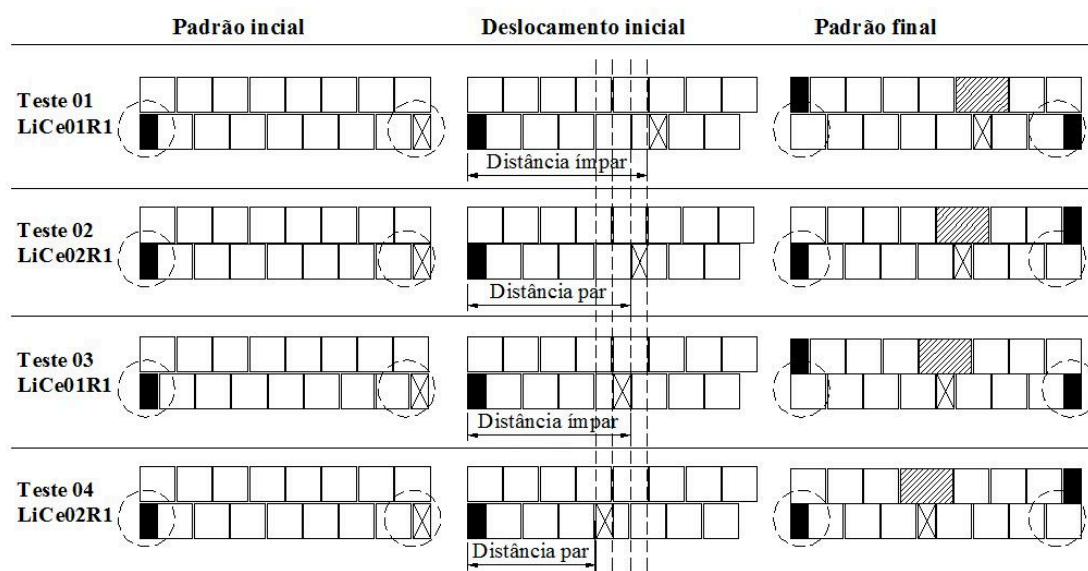 Padrão incial
Deslocamento inicial
Padrão final
Teste 01
LiCe01R1
Distância ímpar
Teste 02
LiCe02R1
Distância par
Teste 03
LiCe01R1
Distância ímpar
Teste 04
LiCe02R1
Distância par